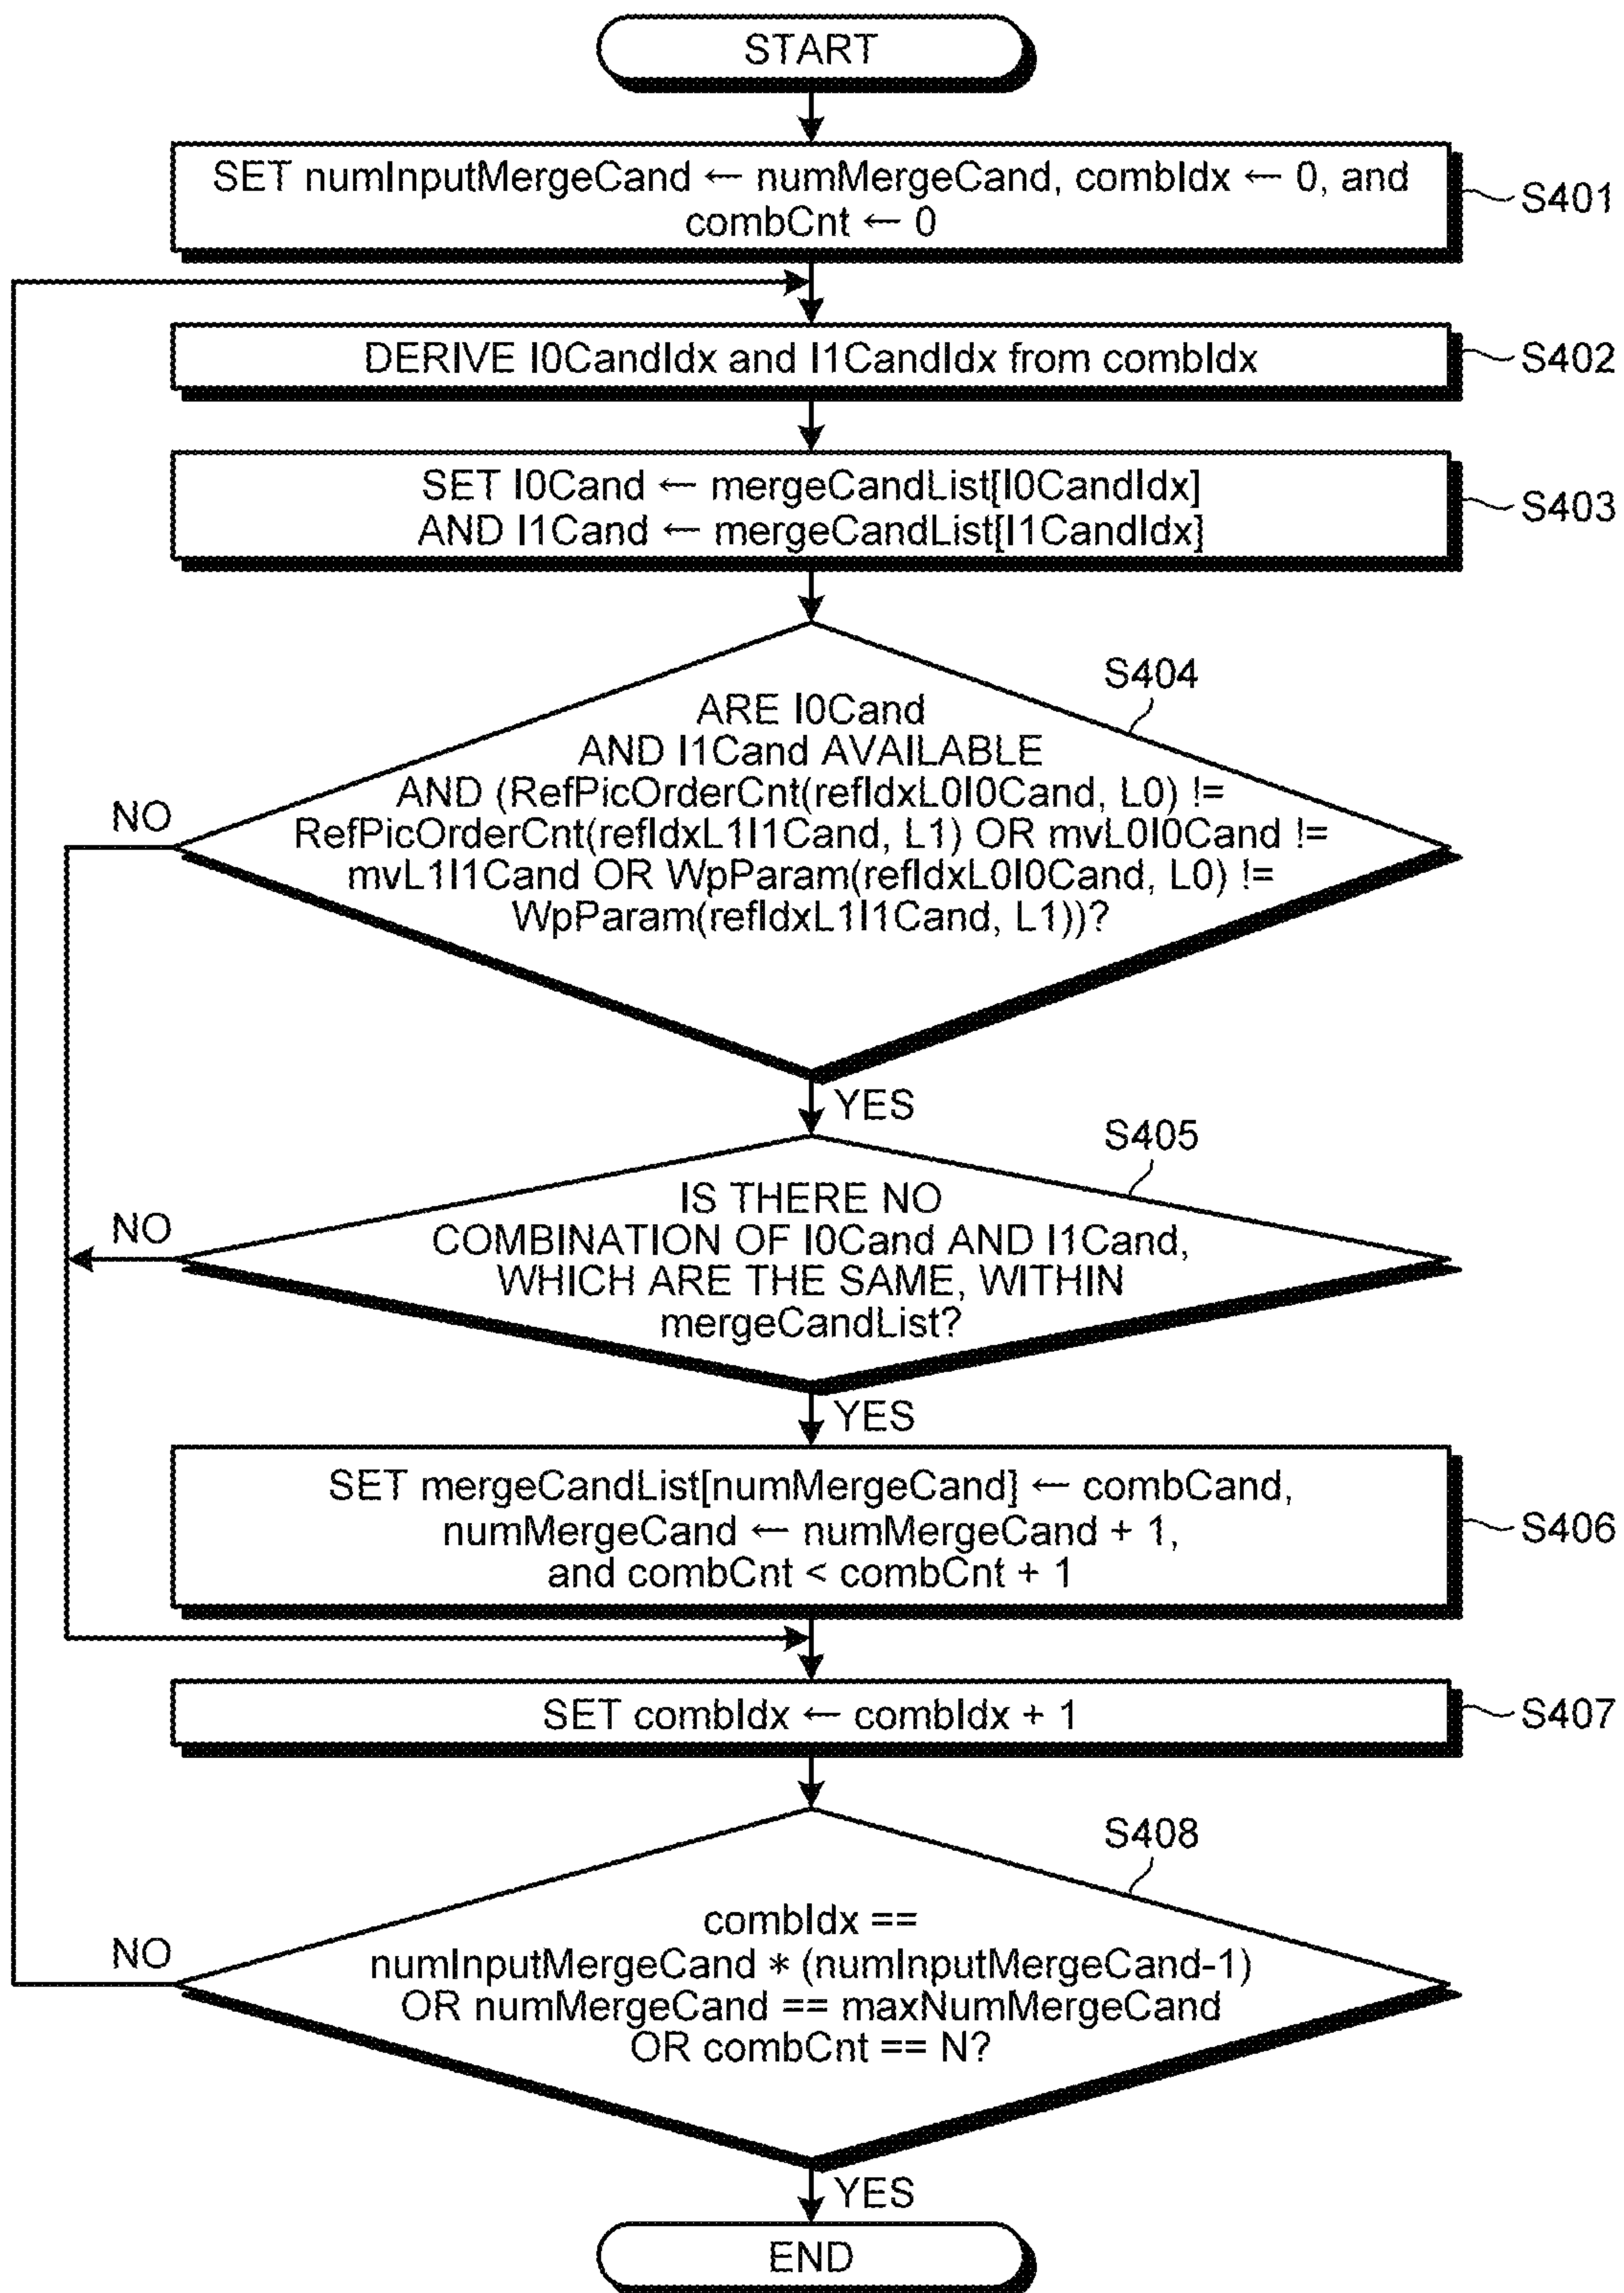 START
SET numInputMergeCand ← numMergeCand, combIdx ← 0, and
combCnt ← 0
S401
DERIVE l0CandIdx and l1CandIdx from combIdx
S402
SET l0Cand ← mergeCandList[l0CandIdx]
AND l1Cand ← mergeCandList[l1CandIdx]
S403
S404
ARE l0Cand
AND l1Cand AVAILABLE
AND (RefPicOrderCnt(refIdxL0l0Cand, L0) !=
RefPicOrderCnt(refIdxL1l1Cand, L1) OR mvL0l0Cand !=
mvL1l1Cand OR WpParam(refIdxL0l0Cand, L0) !=
WpParam(refIdxL1l1Cand, L1))?
NO
YES
S405
IS THERE NO
COMBINATION OF l0Cand AND l1Cand,
WHICH ARE THE SAME, WITHIN
mergeCandList?
NO
YES
SET mergeCandList[numMergeCand] ← combCand,
numMergeCand ← numMergeCand + 1,
and combCnt < combCnt + 1
S406
SET combIdx ← combIdx + 1
S407
S408
combIdx ==
numInputMergeCand * (numInputMergeCand-1)
OR numMergeCand == maxNumMergeCand
OR combCnt == N?
NO
YES
END